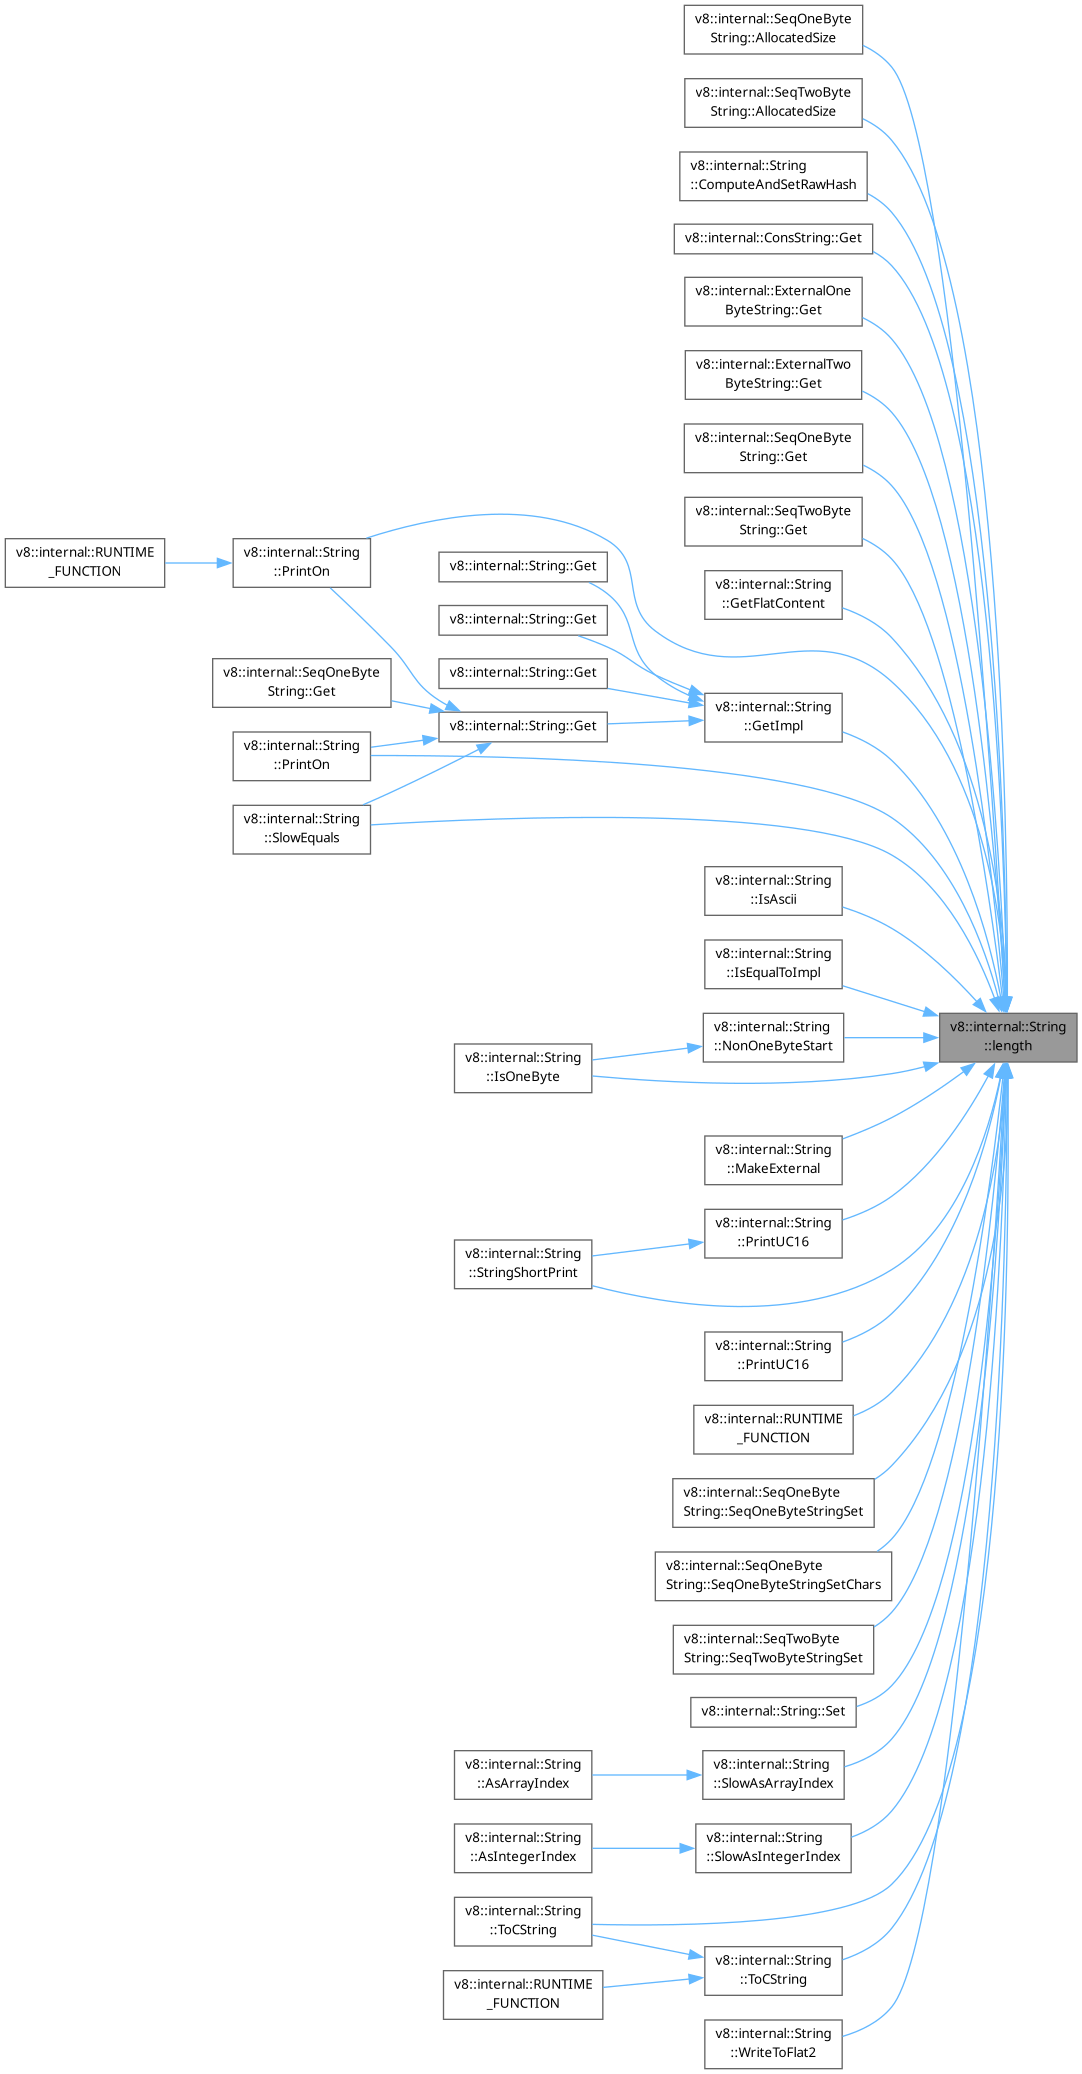 v8::internal::SeqOneByte
String::AllocatedSize
v8::internal::SeqTwoByte
String::AllocatedSize
v8::internal::String
::ComputeAndSetRawHash
v8::internal::ConsString::Get
v8::internal::ExternalOne
ByteString::Get
v8::internal::ExternalTwo
ByteString::Get
v8::internal::SeqOneByte
String::Get
v8::internal::SeqTwoByte
String::Get
v8::internal::RUNTIME
_FUNCTION
v8::internal::String
::PrintOn
v8::internal::String::Get
v8::internal::String
::GetFlatContent
v8::internal::String::Get
v8::internal::SeqOneByte
String::Get
v8::internal::String::Get
v8::internal::String
::GetImpl
v8::internal::String::Get
v8::internal::String
::PrintOn
v8::internal::String
::SlowEquals
v8::internal::String
::IsAscii
v8::internal::String
::IsEqualToImpl
v8::internal::String
::length
v8::internal::String
::NonOneByteStart
v8::internal::String
::IsOneByte
v8::internal::String
::MakeExternal
v8::internal::String
::PrintUC16
v8::internal::String
::StringShortPrint
v8::internal::String
::PrintUC16
v8::internal::RUNTIME
_FUNCTION
v8::internal::SeqOneByte
String::SeqOneByteStringSet
v8::internal::SeqOneByte
String::SeqOneByteStringSetChars
v8::internal::SeqTwoByte
String::SeqTwoByteStringSet
v8::internal::String::Set
v8::internal::String
::AsArrayIndex
v8::internal::String
::SlowAsArrayIndex
v8::internal::String
::AsIntegerIndex
v8::internal::String
::SlowAsIntegerIndex
v8::internal::String
::ToCString
v8::internal::String
::ToCString
v8::internal::RUNTIME
_FUNCTION
v8::internal::String
::WriteToFlat2